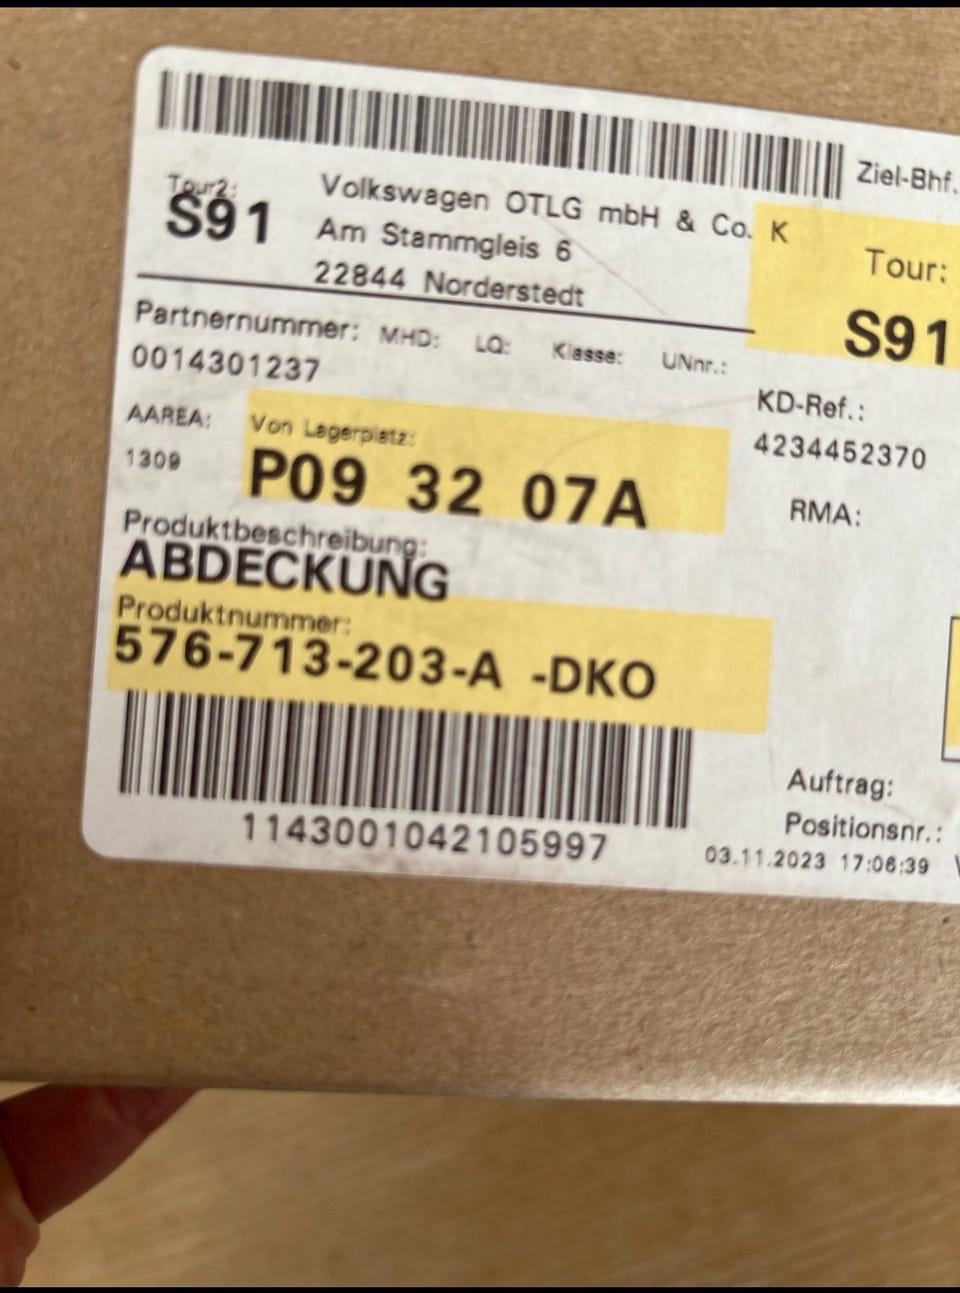 Ziel-Bhf.
Tour2:
S91
Volkswagen OTLG mbH & Co. K
Am Stammgleis 6
22844 Norderstedt
Tour:
S91
Partnernummer: MHD: LQ: Klasse: UNnr.:
0014301237
KD-Ref.:
4234452370
AAREA:
1309
Von Lagerplatz:
P09 32 07A
RMA:
Produktbeschreibung:
ABDECKUNG
Produktnummer:
576-713-203-A -DKO
1143001042105997
Auftrag:
Positionsnr.:
03.11.2023 17:06:39